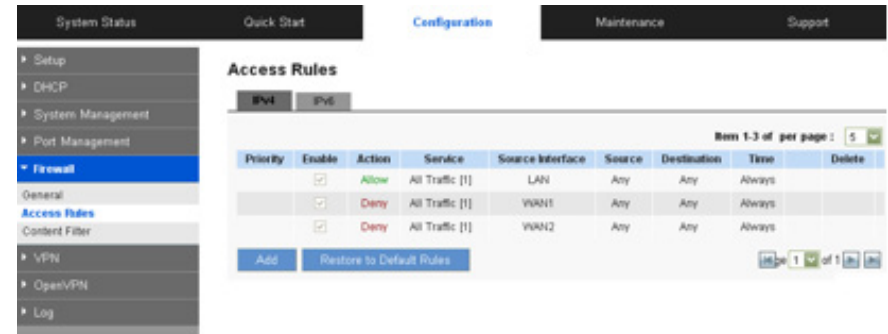 System Status Quick Start Configuration Maintenance Support
Setup
DHCP
System Management
Port Management
Firewall
General
Access Rules
Content Filter
VPN
OpenVPN
Log
Access Rules
IPv4 IPv6
Item 1-3 of per page : 5
Priority Enable Action Service Source Interface Source Destination Time Delete
Allow All Traffic [1] LAN Any Any Always
Deny All Traffic [1] WAN1 Any Any Always
Deny All Traffic [1] WAN2 Any Any Always
Add Restore to Default Rules
1 of 1